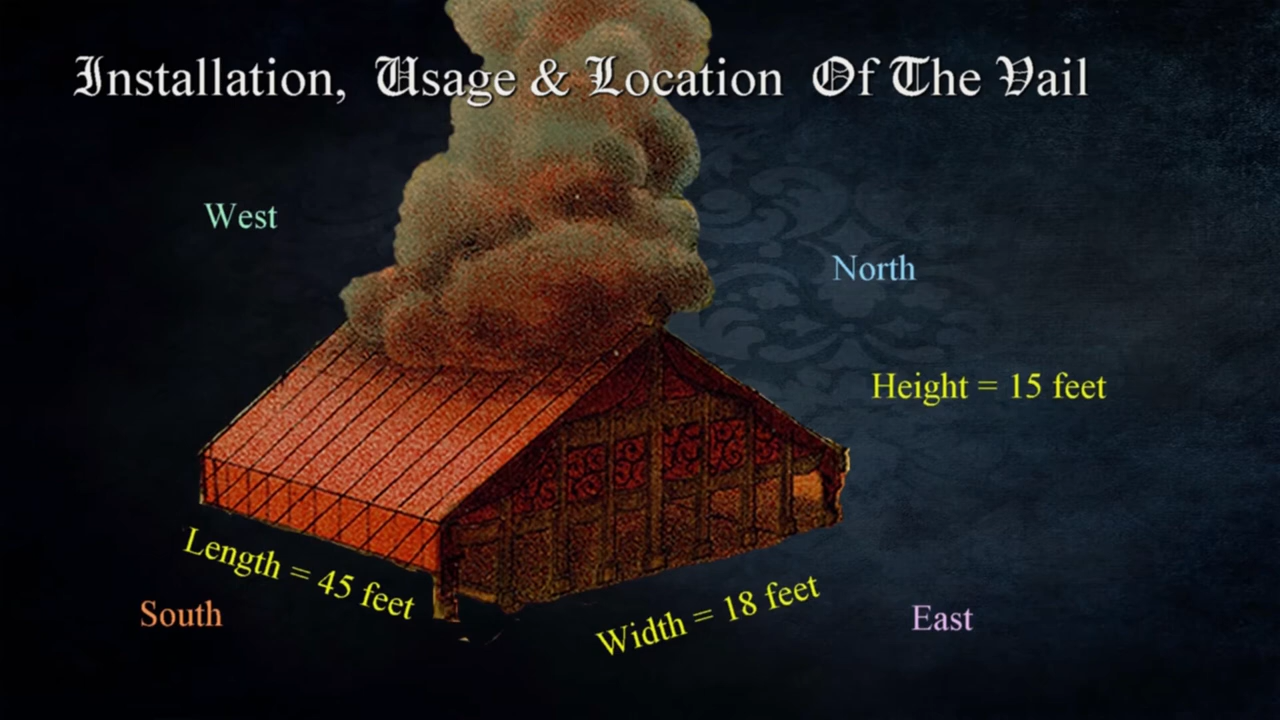 Installation, Usage & Location Of The Vail
West
North
Height = 15 feet
Length = 45 feet
Width = 18 feet
South
East